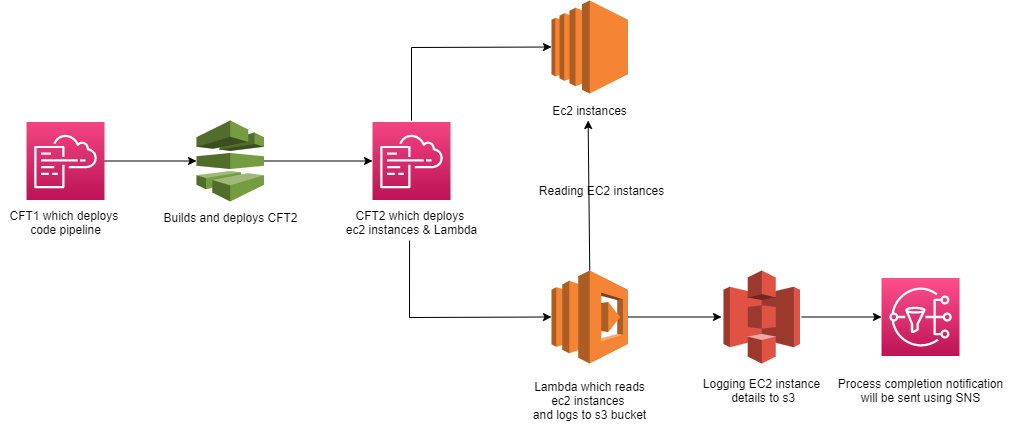 Ec2 instances
Reading EC2 instances
CFT1 which deploys
code pipeline
Builds and deploys CFT2
CFT2 which deploys
ec2 instances & Lambda
Lambda which reads
ec2 instances
and logs to s3 bucket
Logging EC2 instance
details to s3
Process completion notification
will be sent using SNS